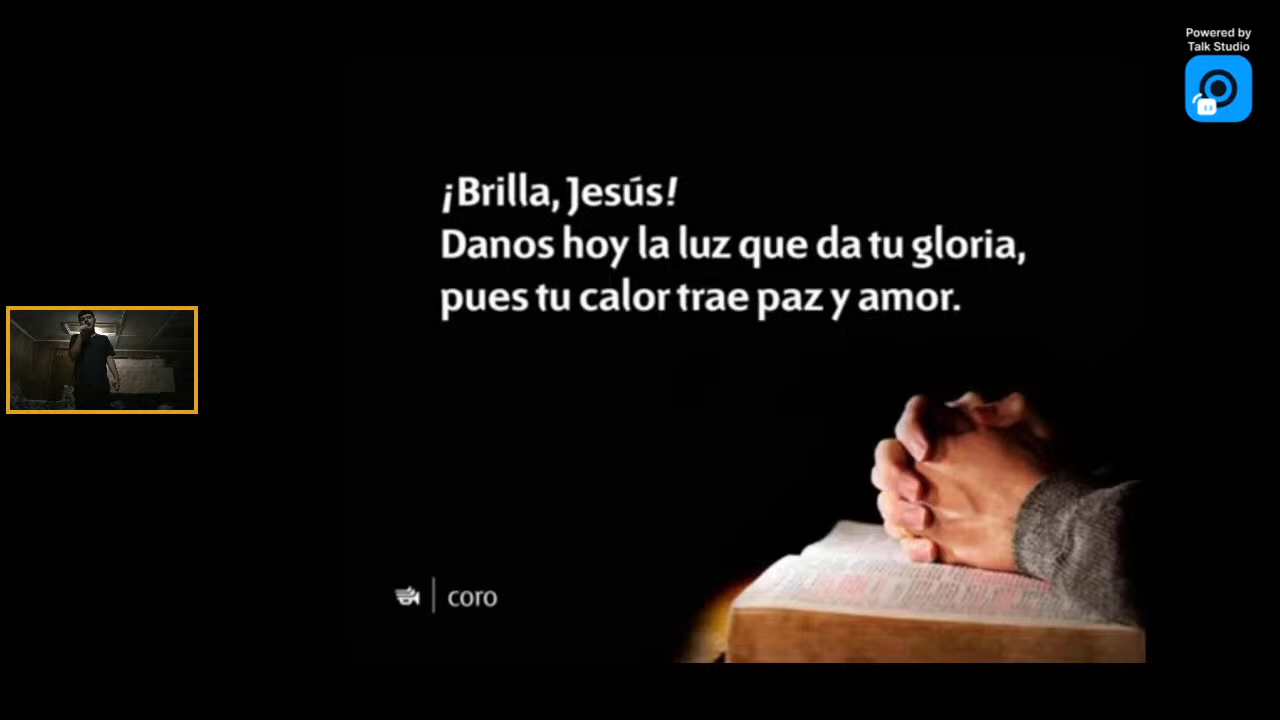 Powered by
Talk Studio
¡Brilla, Jesús!
Danos hoy la luz que da tu gloria,
pues tu calor trae paz y amor.
coro